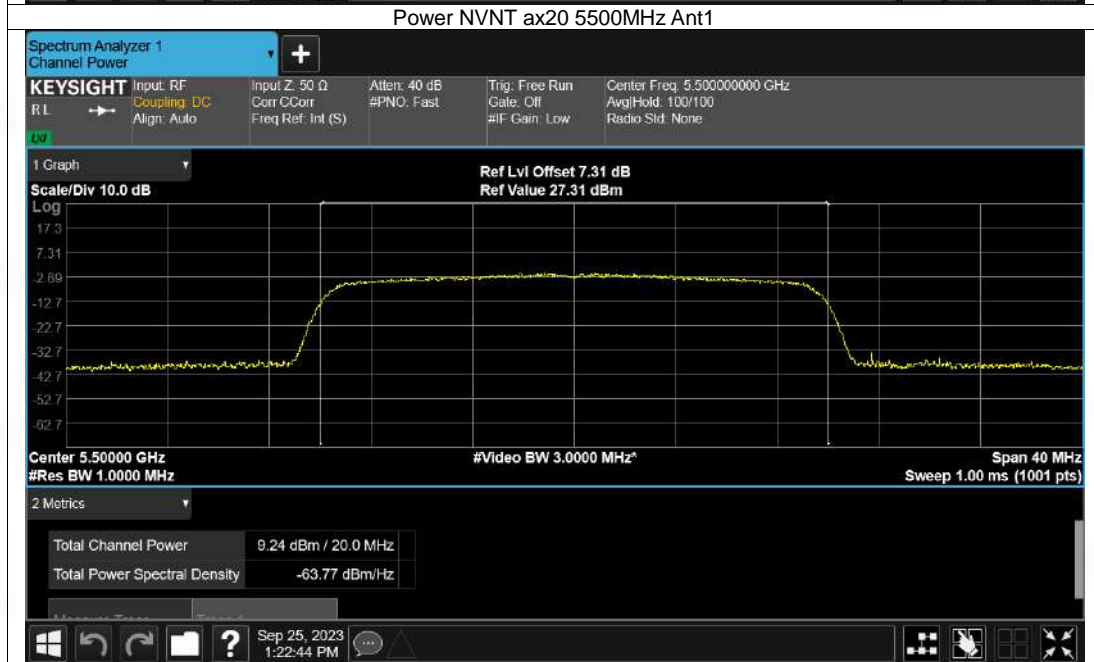 Power NVNT ax20 5500MHz Ant1
Spectrum Analyzer 1
Channel Power
+
KEYSIGHT
R L
LXI
Input: RF
Coupling: DC
Align: Auto
Input Z: 50 Ω
Corr CCorr
Freq Ref: Int (S)
Atten: 40 dB
#PNO: Fast
Trig: Free Run
Gate: Off
#IF Gain: Low
Center Freq: 5.500000000 GHz
Avg|Hold: 100/100
Radio Std: None
1 Graph
Scale/Div 10.0 dB
Ref Lvl Offset 7.31 dB
Ref Value 27.31 dBm
Log
17.3
7.31
-2.69
-12.7
-22.7
-32.7
-42.7
-52.7
-62.7
Center 5.50000 GHz
#Video BW 3.0000 MHz*
Span 40 MHz
#Res BW 1.0000 MHz
Sweep 1.00 ms (1001 pts)
2 Metrics
Total Channel Power 9.24 dBm / 20.0 MHz
Total Power Spectral Density -63.77 dBm/Hz
?
Sep 25, 2023
1:22:44 PM